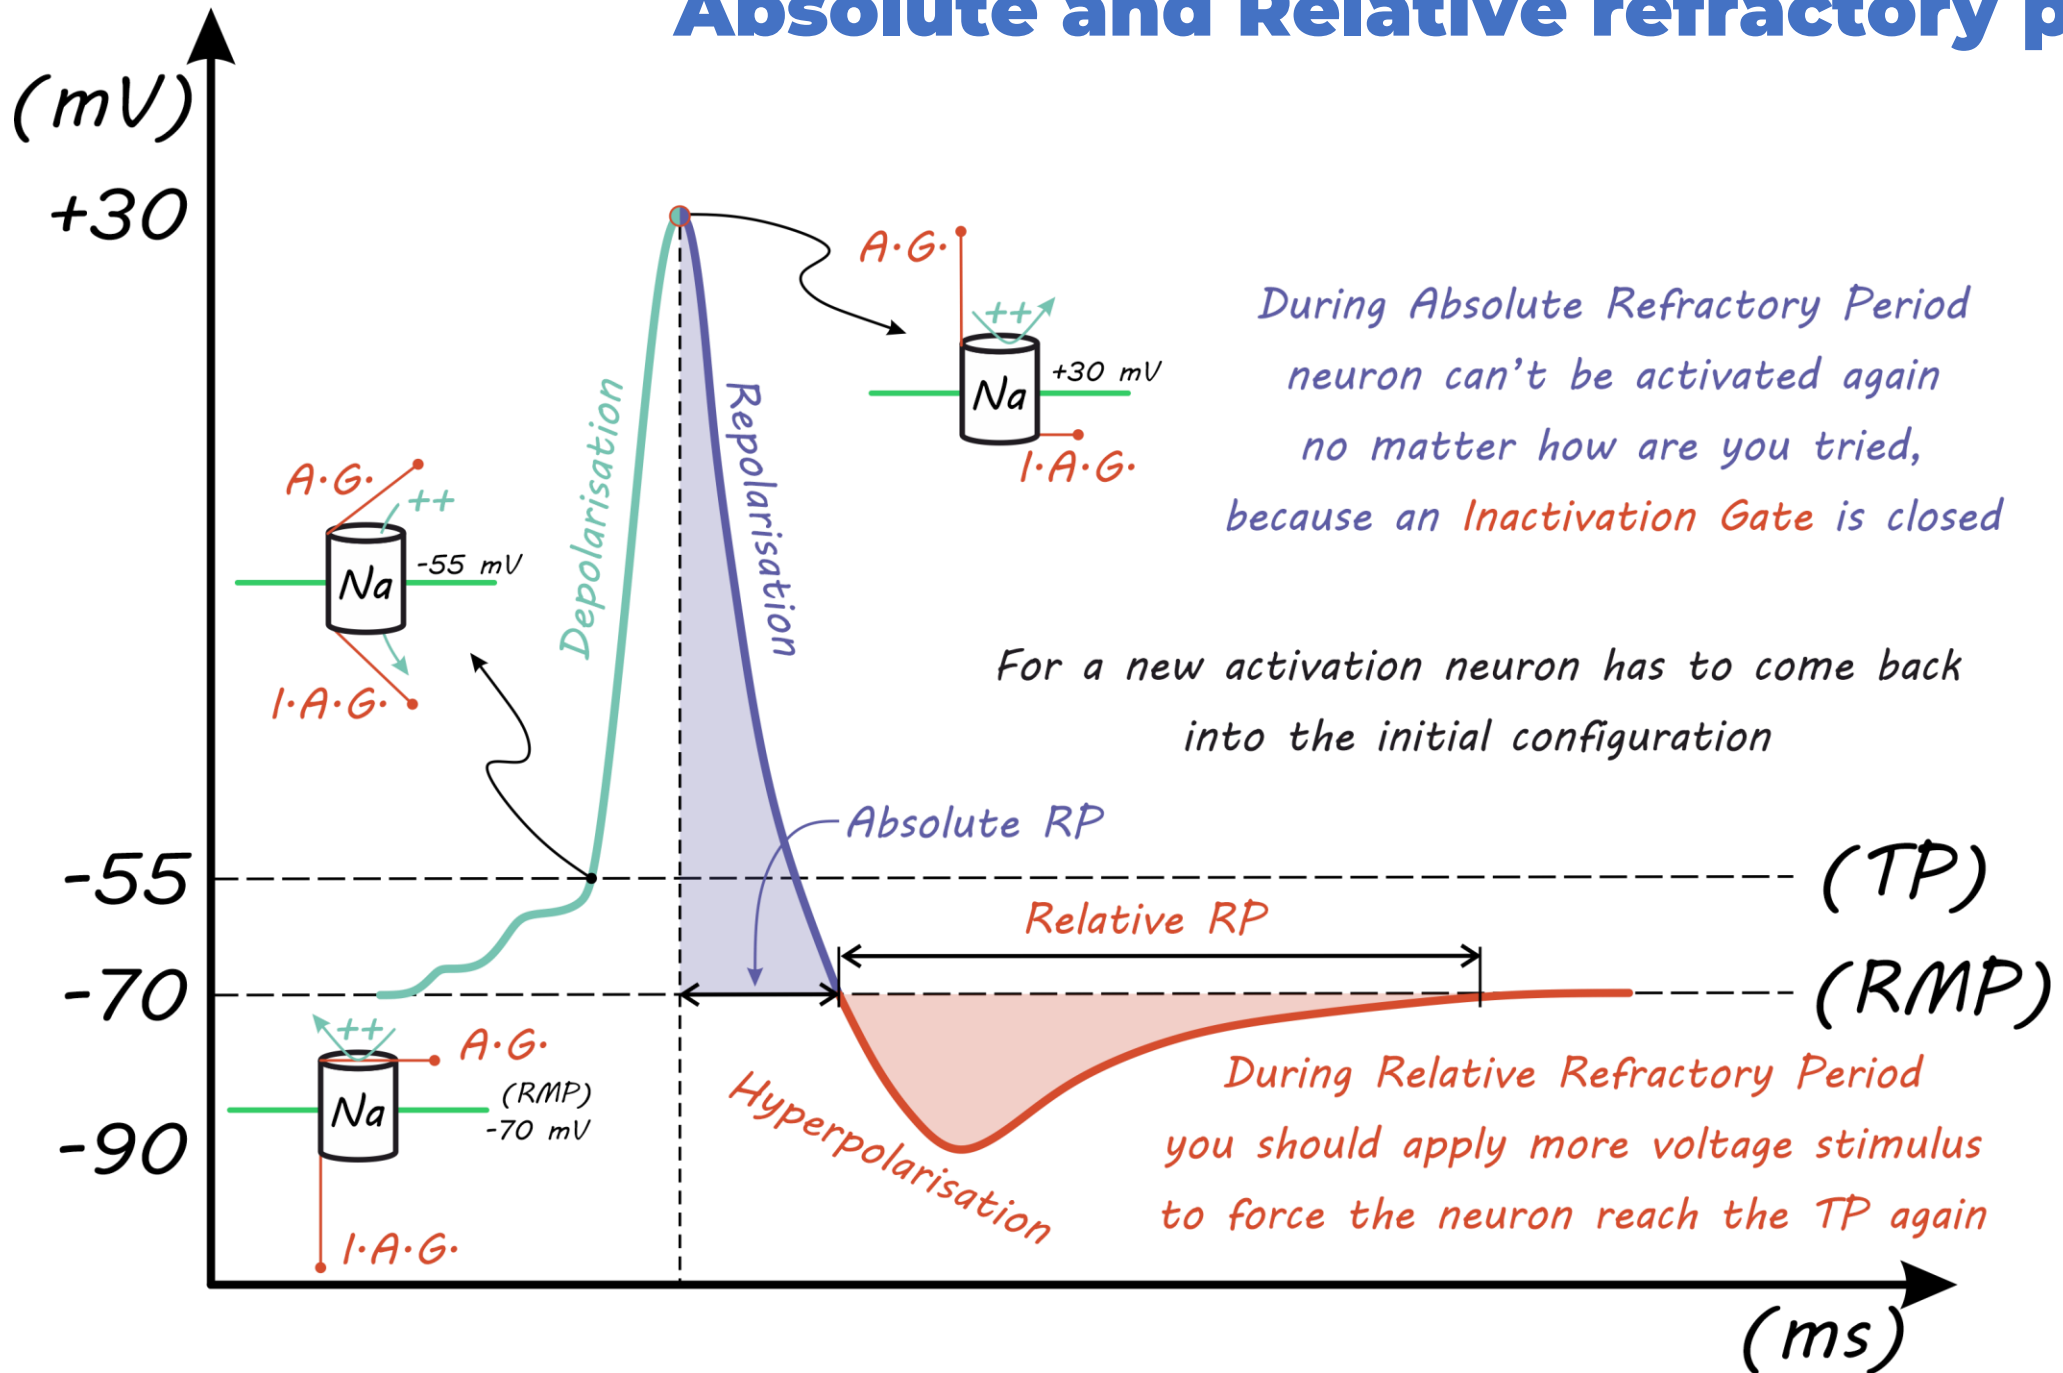 Absolute and Relative refractory p
(mV)
+30
A.G.
++
+30 mV
Na
I.A.G.
During Absolute Refractory Period
neuron can't be activated again
no matter how are you tried,
because an Inactivation Gate is closed
Depolarisation
Repolarisation
A.G.
++
-55 mV
Na
I.A.G.
For a new activation neuron has to come back
into the initial configuration
Absolute RP
-55
(TP)
Relative RP
-70
(RMP)
++
A.G.
(RMP)
Na
-70 mV
I.A.G.
-90
Hyperpolarisation
During Relative Refractory Period
you should apply more voltage stimulus
to force the neuron reach the TP again
(ms)